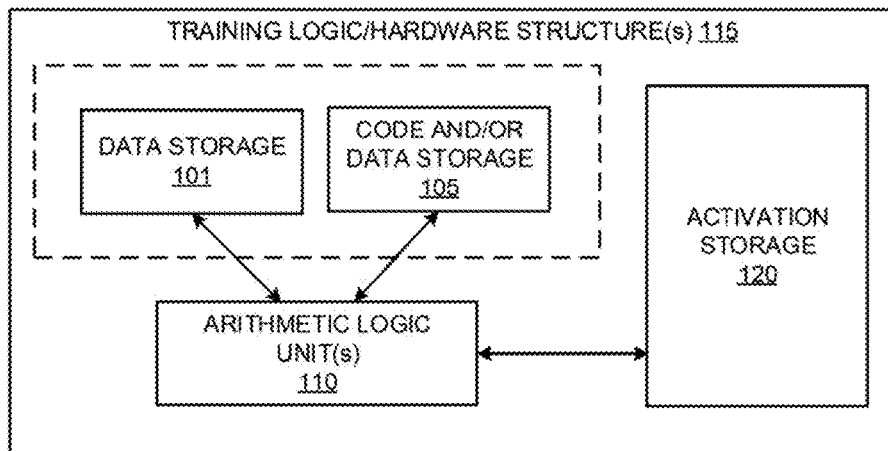 TRAINING LOGIC/HARDWARE STRUCTURE(s) 115
DATA STORAGE
101
CODE AND/OR
DATA STORAGE
105
ACTIVATION
STORAGE
120
ARITHMETIC LOGIC
UNIT(s)
110